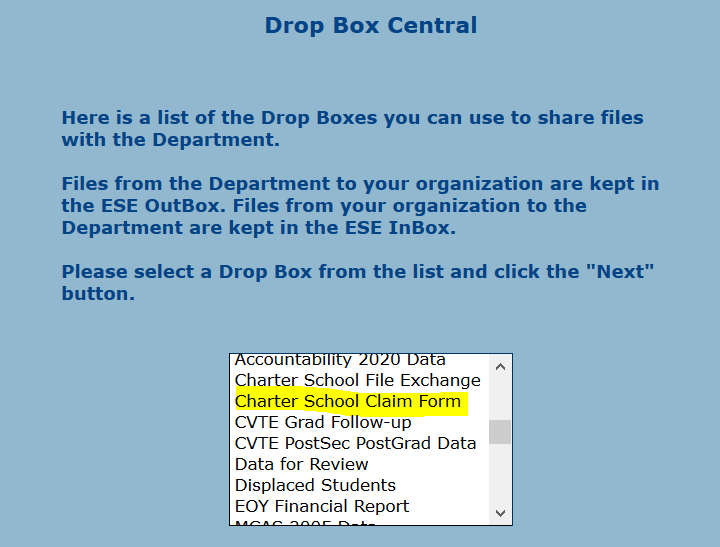 Drop Box Central
Here is a list of the Drop Boxes you can use to share files
with the Department.
Files from the Department to your organization are kept in
the ESE OutBox. Files from your organization to the
Department are kept in the ESE InBox.
Please select a Drop Box from the list and click the "Next"
button.
Accountability 2020 Data
Charter School File Exchange
Charter School Claim Form
CVTE Grad Follow-up
CVTE PostSec PostGrad Data
Data for Review
Displaced Students
EOY Financial Report
MCAS 2005 Data